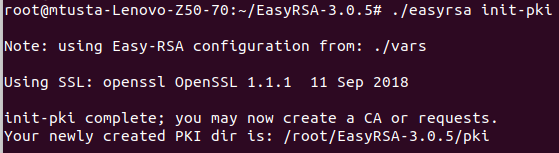 root@mtusta-Lenovo-Z50-70:~/EasyRSA-3.0.5# ./easyrsa init-pki
Note: using Easy-RSA configuration from: ./vars
Using SSL: openssl OpenSSL 1.1.1  11 Sep 2018
init-pki complete; you may now create a CA or requests.
Your newly created PKI dir is: /root/EasyRSA-3.0.5/pki